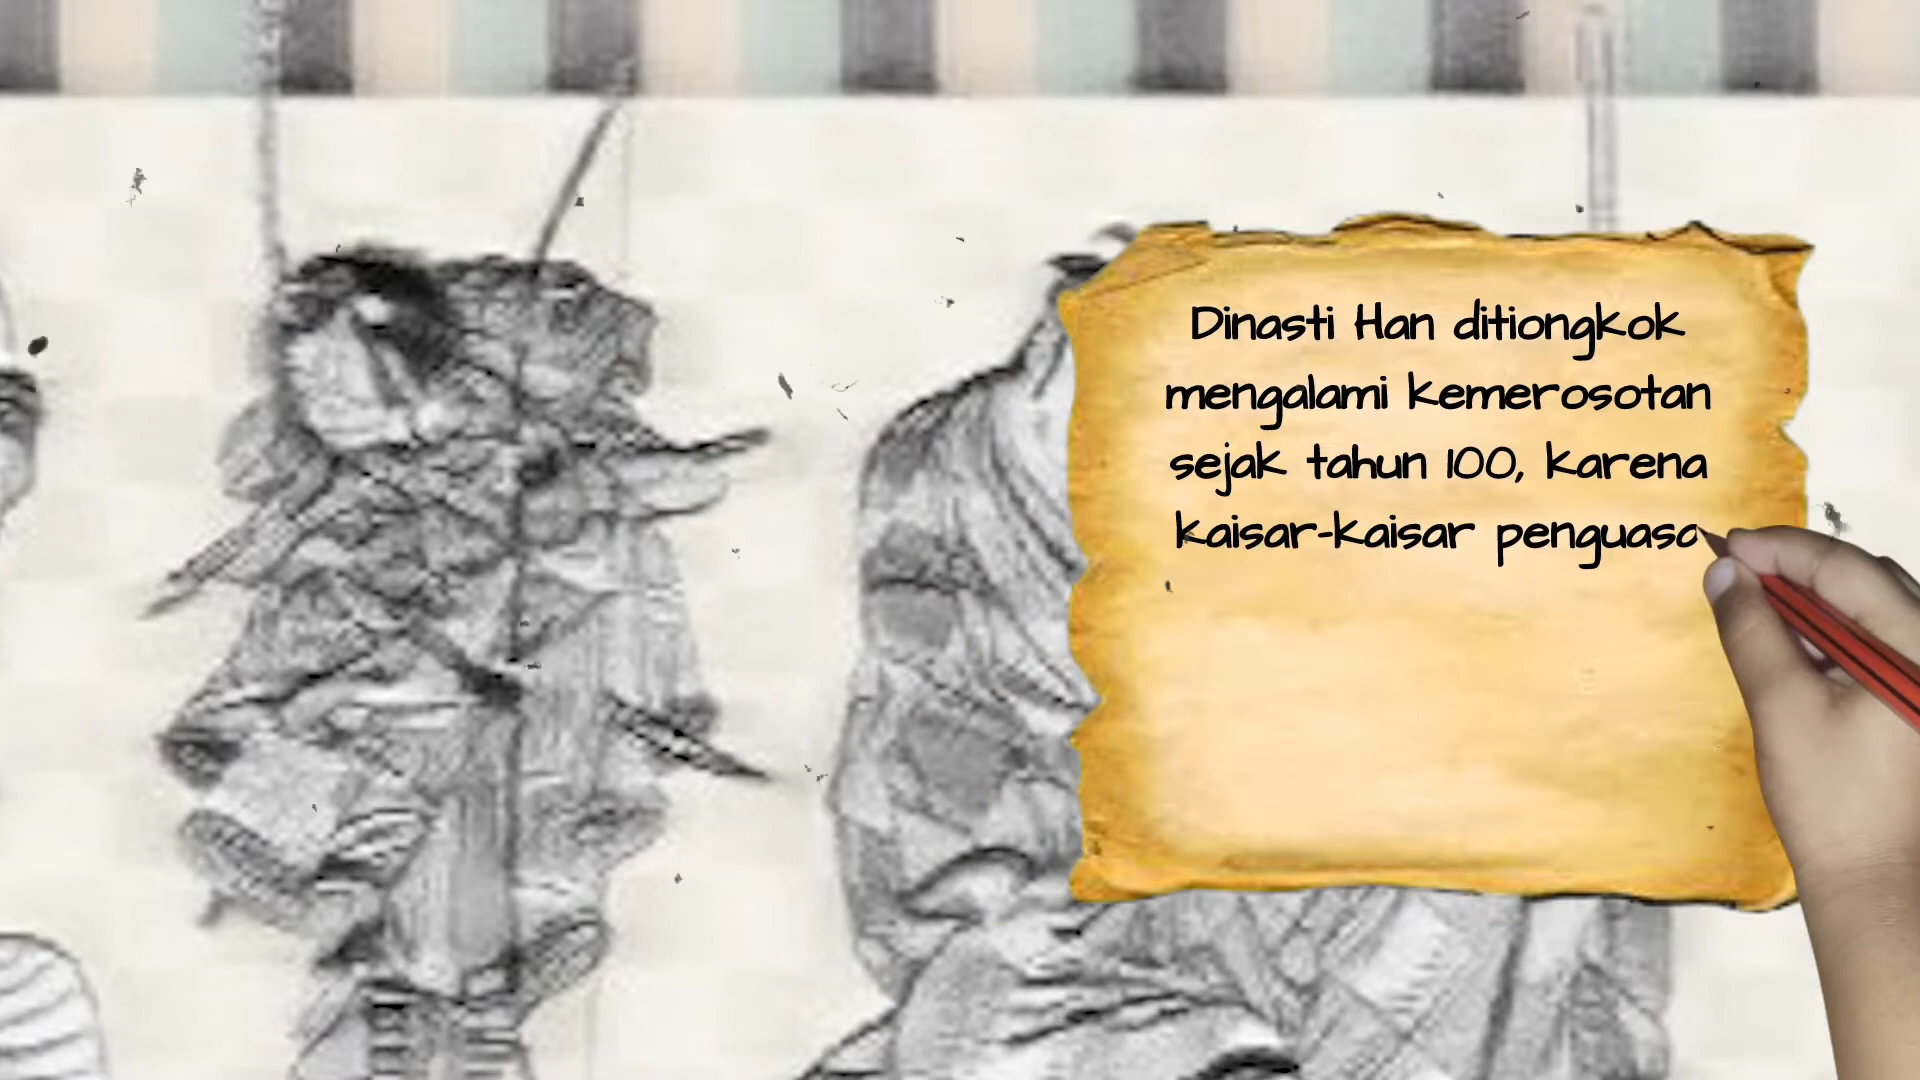 Dinasti Han ditiongkok
mengalami kemerosotan
sejak tahun 100, karena
kaisar-kaisar penguasa